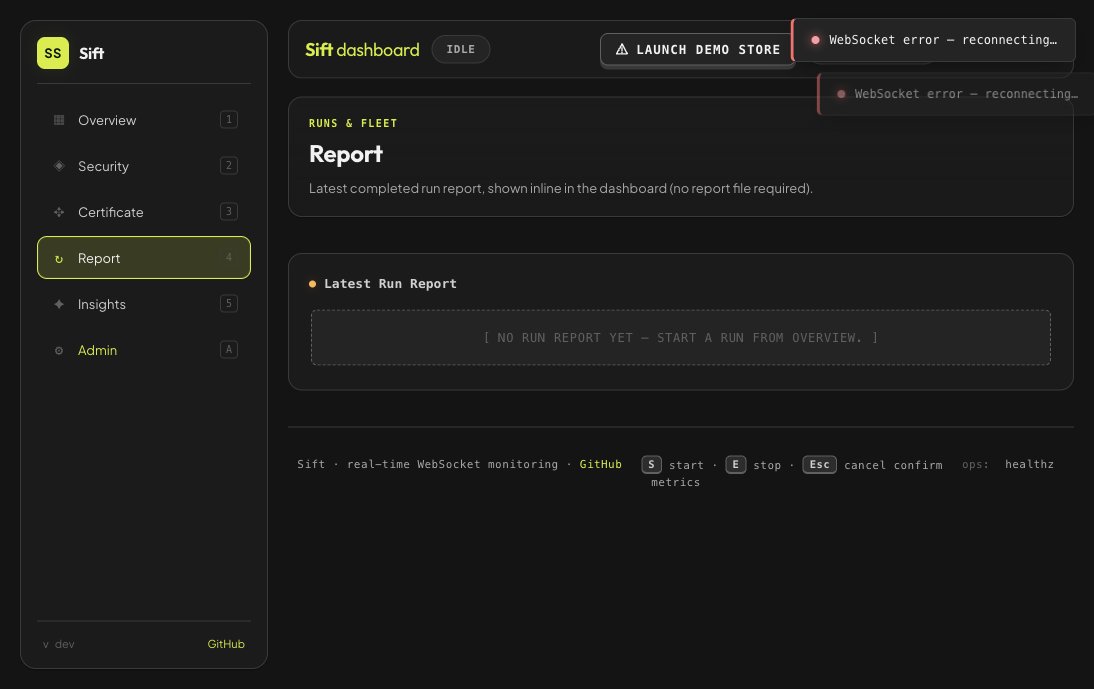 SS Sift
Overview 1
Security 2
Certificate 3
Report 4
Insights 5
Admin A
v dev GitHub
Sift dashboard IDLE ⚠ LAUNCH DEMO STORE
WebSocket error — reconnecting…
WebSocket error — reconnecting…
RUNS & FLEET
Report
Latest completed run report, shown inline in the dashboard (no report file required).
Latest Run Report
[ NO RUN REPORT YET — START A RUN FROM OVERVIEW. ]
Sift · real-time WebSocket monitoring · GitHub S start · E stop · Esc cancel confirm ops: healthz
metrics